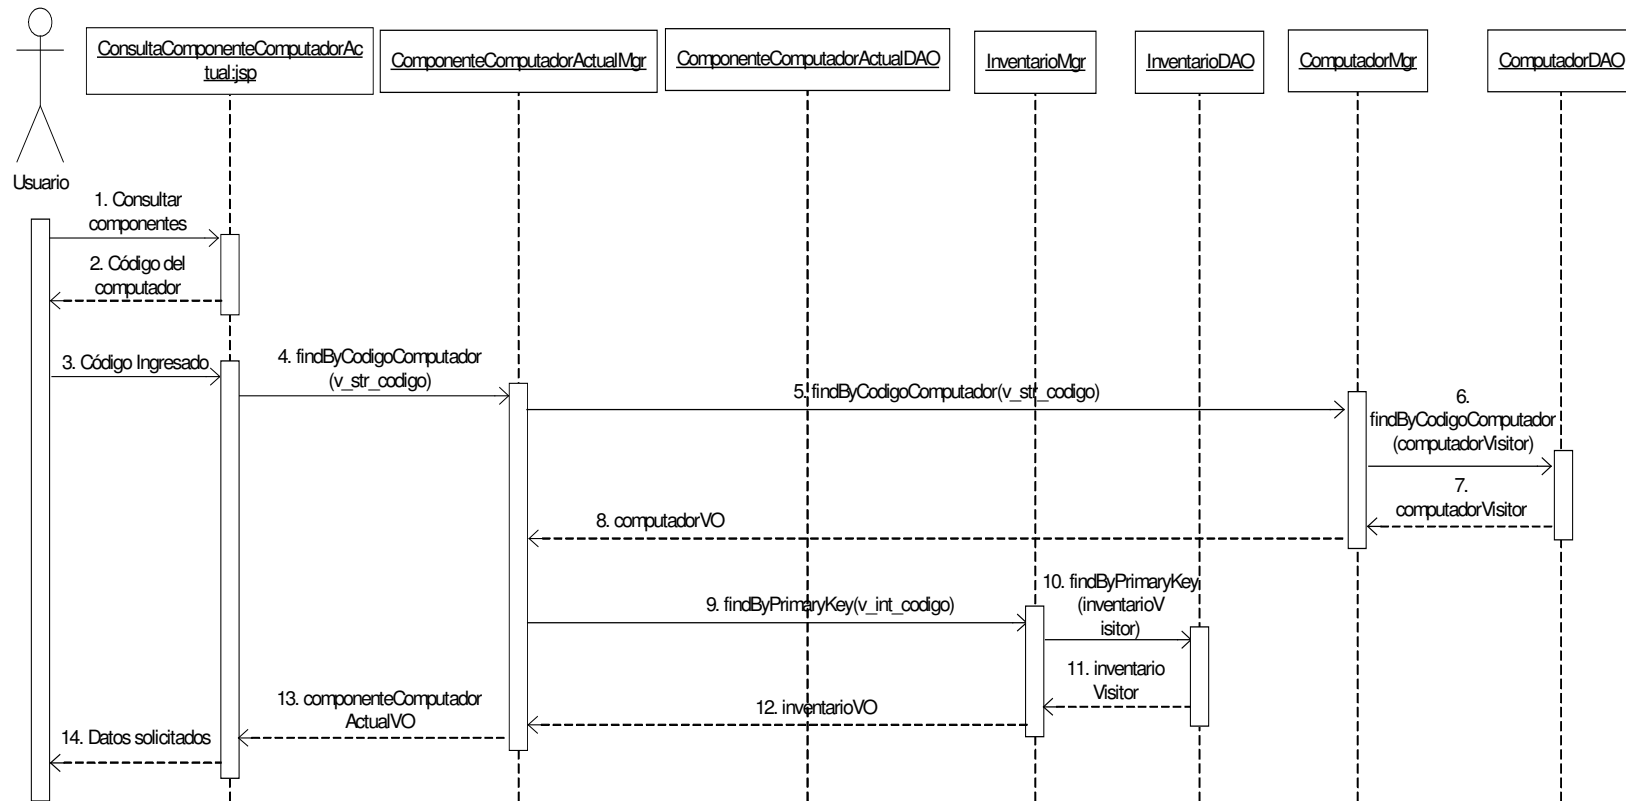 ConsultaComponenteComputadorAc
tual:jsp
ComponenteComputadorActualMgr
ComponenteComputadorActualDAO
InventarioMgr
InventarioDAO
ComputadorMgr
ComputadorDAO
Usuario
1. Consultar
componentes
2. Código del
computador
3. Código Ingresado
4. findByCodigoComputador
(v_str_codigo)
5. findByCodigoComputador(v_str_codigo)
6.
findByCodigoComputador
(computadorVisitor)
7.
computadorVisitor
8. computadorVO
9. findByPrimaryKey(v_int_codigo)
10. findByPrimaryKey
(inventarioV
isitor)
11. inventario
Visitor
12. inventarioVO
13. componenteComputador
ActualVO
14. Datos solicitados